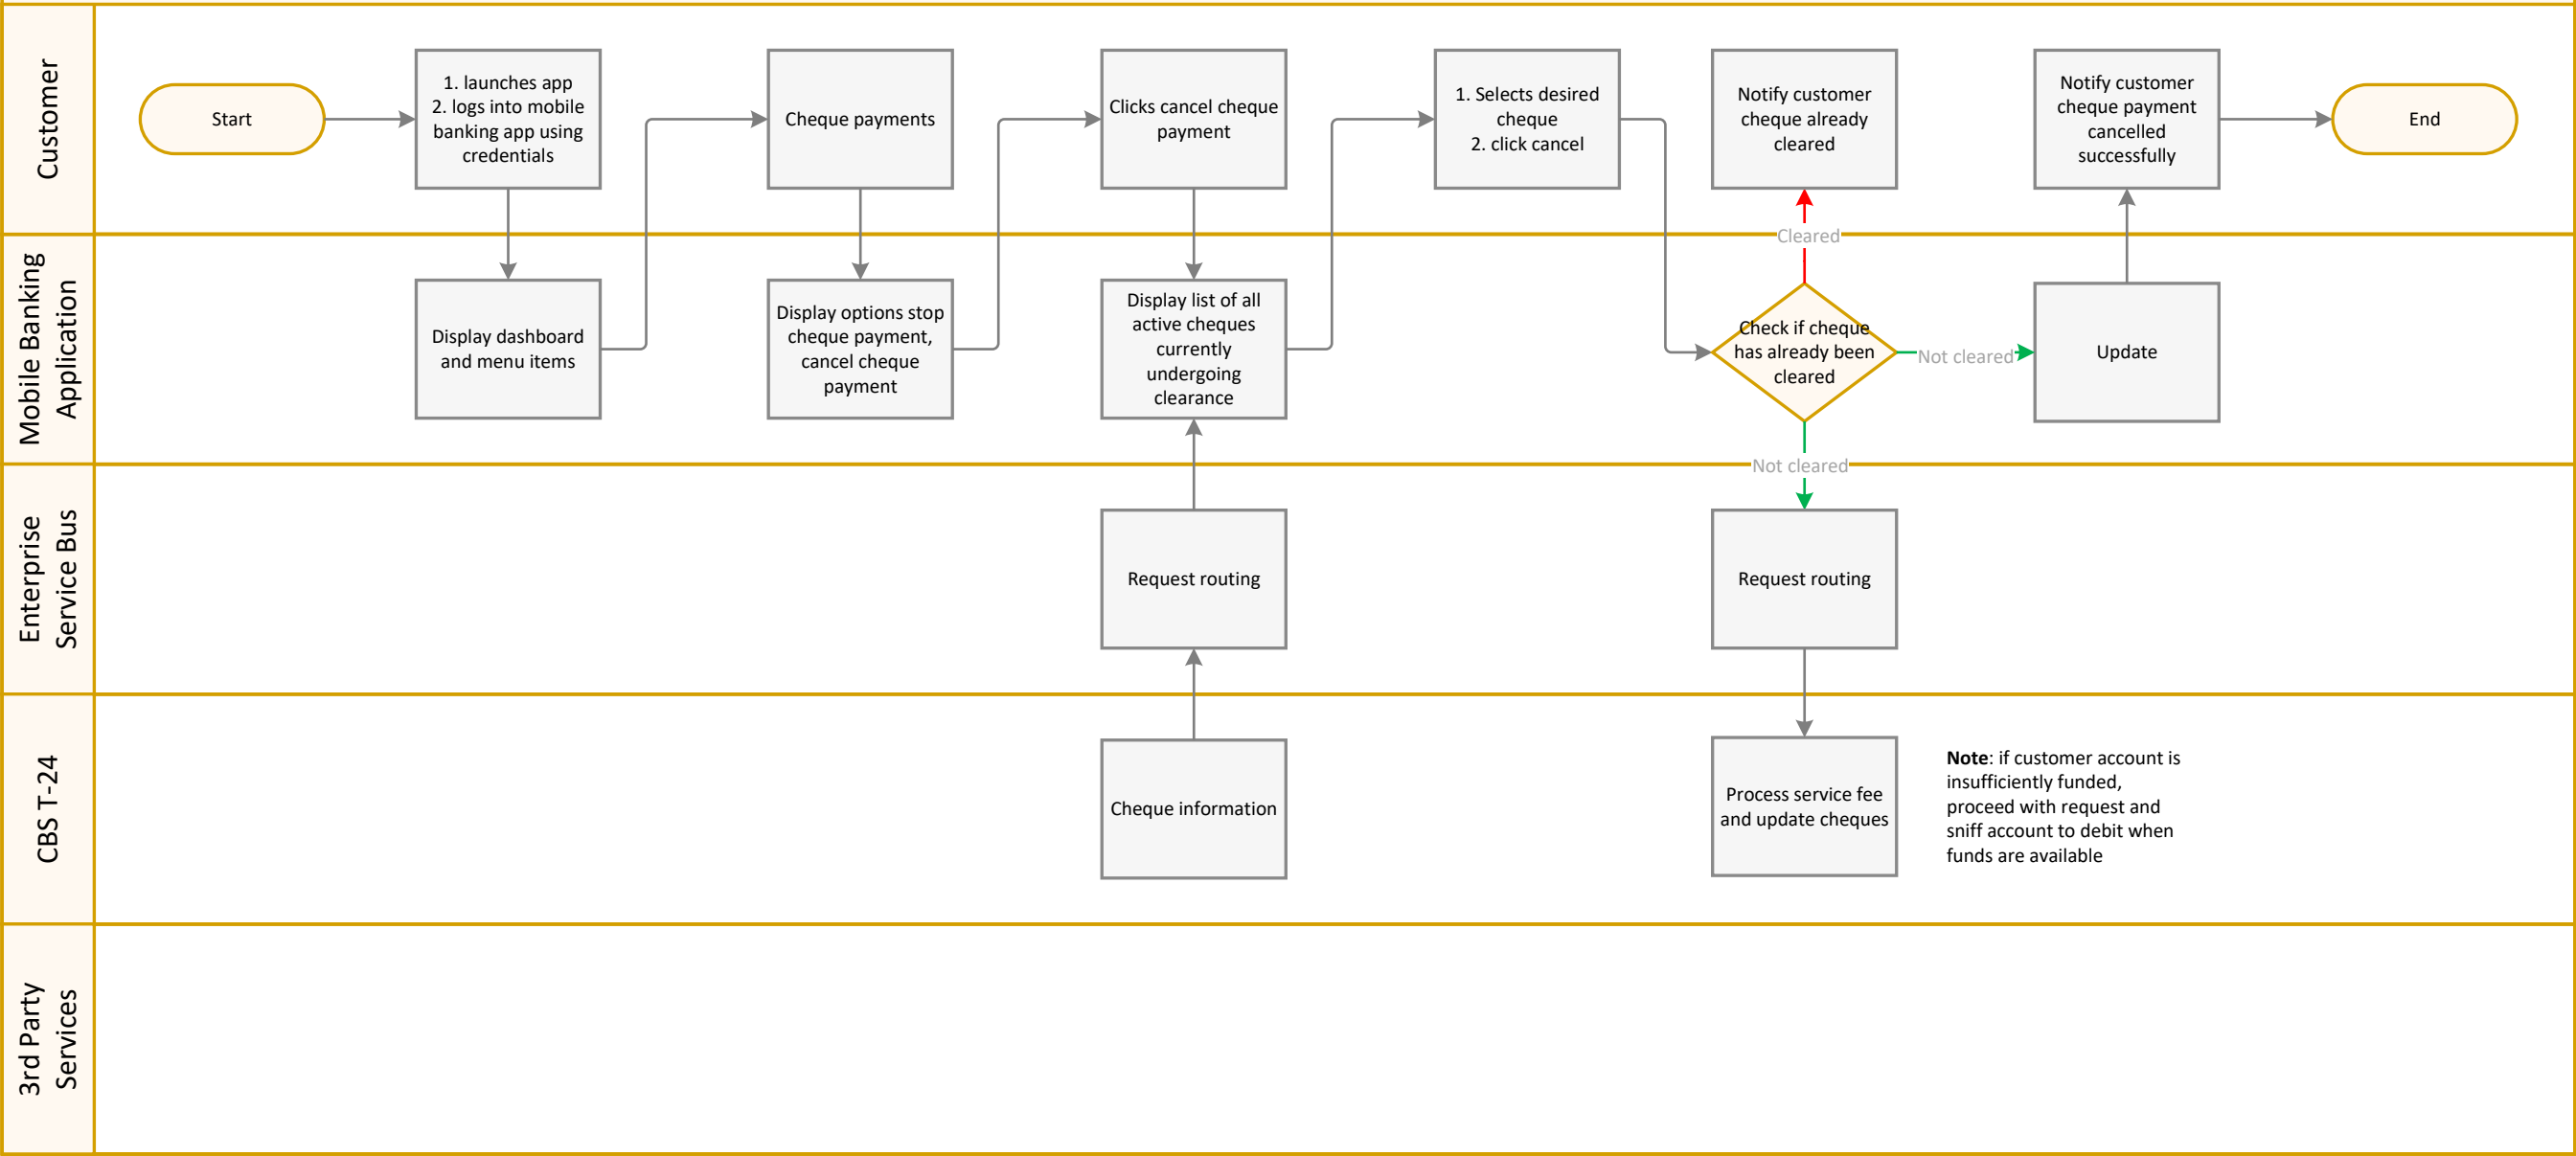 Customer
Start
1. launches app
2. logs into mobile
banking app using
credentials
Cheque payments
Clicks cancel cheque
payment
1. Selects desired
cheque
2. click cancel
Notify customer
cheque already
cleared
Notify customer
cheque payment
cancelled
successfully
End
Cleared
Mobile Banking
Application
Display dashboard
and menu items
Display options stop
cheque payment,
cancel cheque
payment
Display list of all
active cheques
currently
undergoing
clearance
Check if cheque
has already been
cleared
Not cleared
Update
Not cleared
Enterprise
Service Bus
Request routing
Request routing
CBS T-24
Cheque information
Process service fee
and update cheques
Note: if customer account is
insufficiently funded,
proceed with request and
sniff account to debit when
funds are available
3rd Party
Services